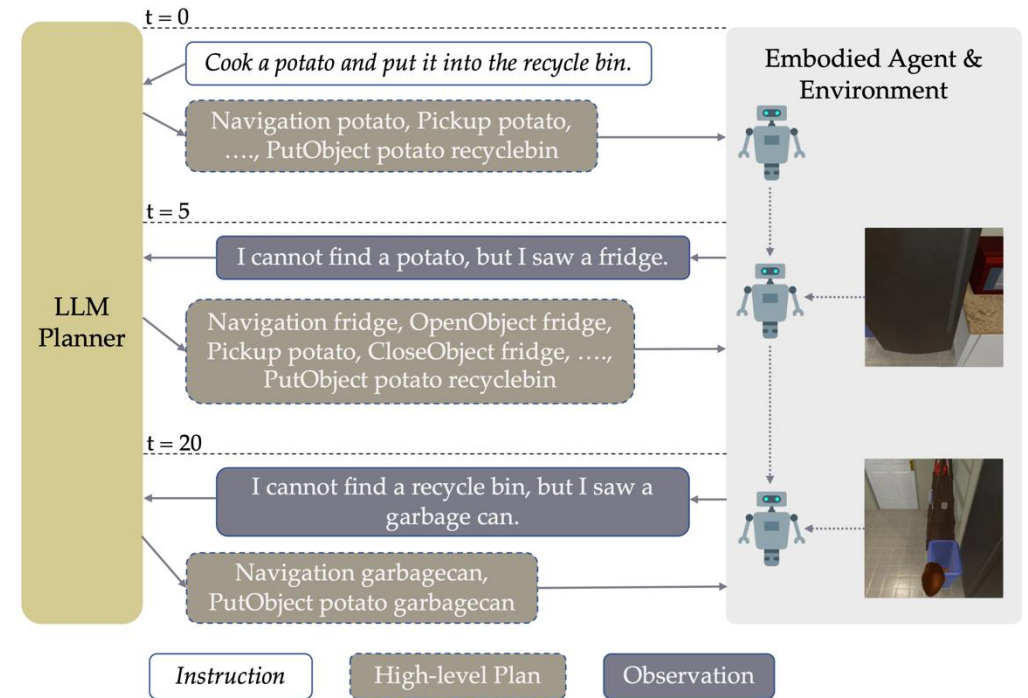 t = 0
Cook a potato and put it into the recycle bin.
Navigation potato, Pickup potato,
...., PutObject potato recyclebin
Embodied Agent &
Environment
t = 5
I cannot find a potato, but I saw a fridge.
LLM
Planner
Navigation fridge, OpenObject fridge,
Pickup potato, CloseObject fridge, ....,
PutObject potato recyclebin
t = 20
I cannot find a recycle bin, but I saw a
garbage can.
Navigation garbagecan,
PutObject potato garbagecan
Instruction
High-level Plan
Observation